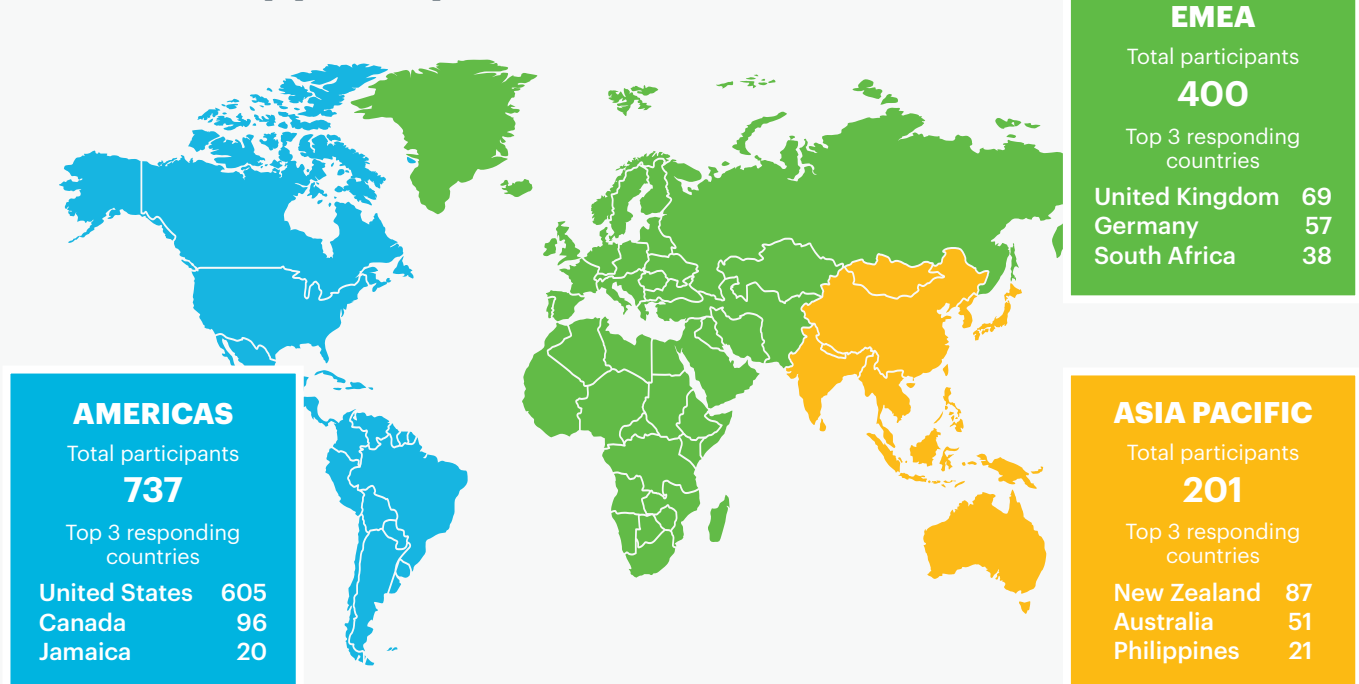 EMEA
Total participants
400
Top 3 responding
countries
United Kingdom 69
Germany 57
South Africa 38
AMERICAS
Total participants
737
Top 3 responding
countries
United States 605
Canada 96
Jamaica 20
ASIA PACIFIC
Total participants
201
Top 3 responding
countries
New Zealand 87
Australia 51
Philippines 21